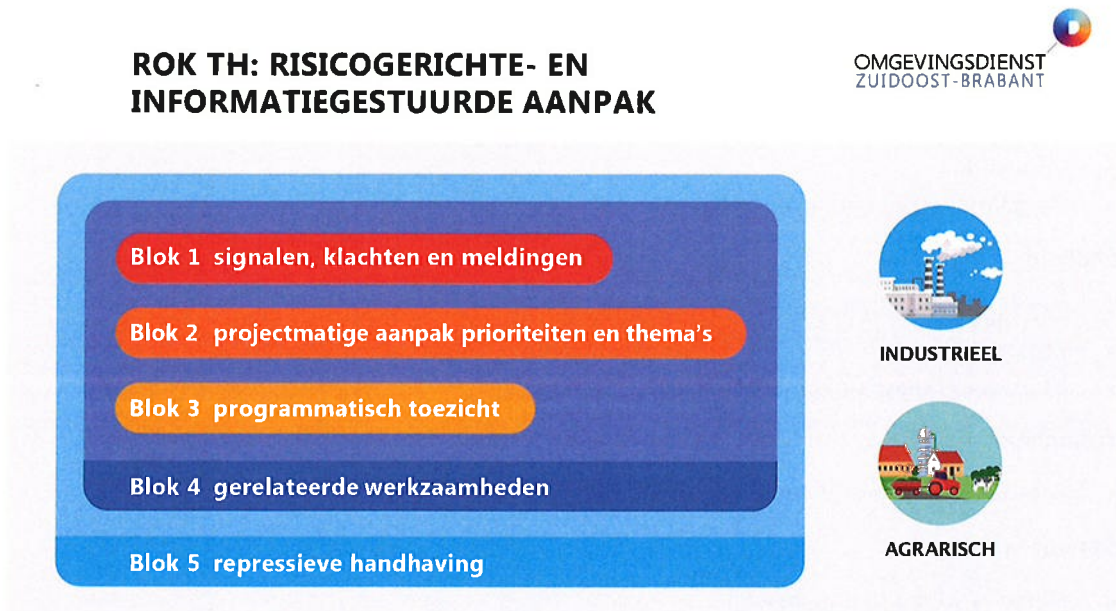 ROK TH: RISICOGERICHTE- EN
INFORMATIEGESTUURDE AANPAK
OMGEVINGSDIENST
ZUIDOOST-BRABANT
Blok 1 signalen, klachten en meldingen
Blok 2 projectmatige aanpak prioriteiten en thema's
Blok 3 programmatisch toezicht
Blok 4 gerelateerde werkzaamheden
Blok 5 repressieve handhaving
INDUSTRIEEL
AGRARISCH